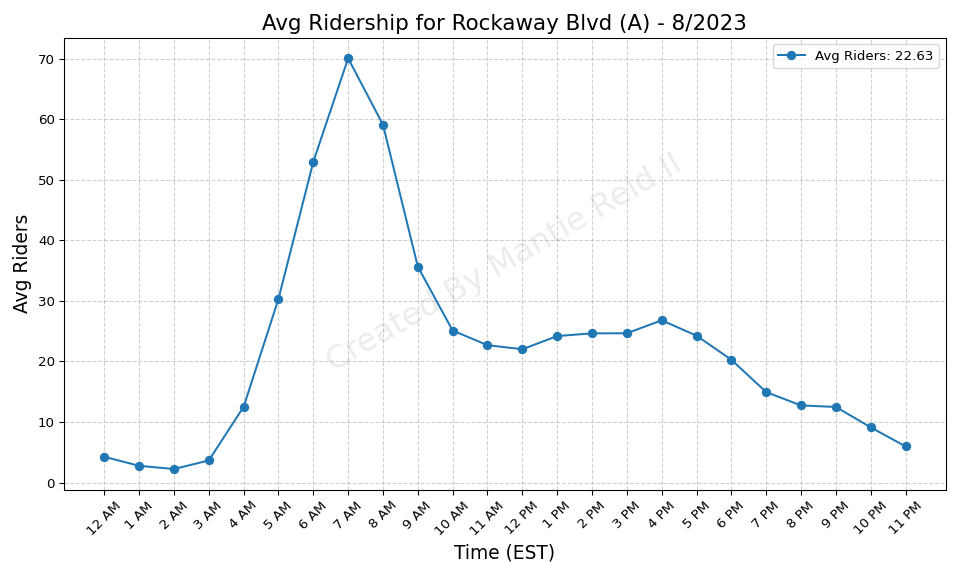 Avg Ridership for Rockaway Blvd (A) - 8/2023
Avg Riders: 22.63
70
60
50
40
30
20
10
0
Avg Riders
Created By Mantie Reid II
12 AM
1 AM
2 AM
3 AM
4 AM
5 AM
6 AM
7 AM
8 AM
9 AM
10 AM
11 AM
12 PM
1 PM
2 PM
3 PM
4 PM
5 PM
6 PM
7 PM
8 PM
9 PM
10 PM
11 PM
Time (EST)